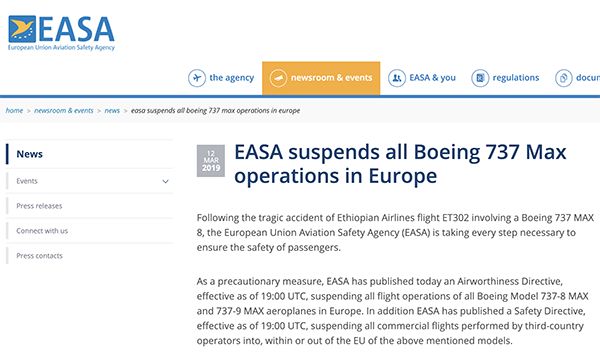 EASA
European Union Aviation Safety Agency
the agency
newsroom & events
EASA & you
regulations
docum
home > newsroom & events > news > easa suspends all boeing 737 max operations in europe
News
Events
Press releases
Connect with us
Press contacts
12
MAR
2019
EASA suspends all Boeing 737 Max
operations in Europe
Following the tragic accident of Ethiopian Airlines flight ET302 involving a Boeing 737 MAX
8, the European Union Aviation Safety Agency (EASA) is taking every step necessary to
ensure the safety of passengers.
As a precautionary measure, EASA has published today an Airworthiness Directive,
effective as of 19:00 UTC, suspending all flight operations of all Boeing Model 737-8 MAX
and 737-9 MAX aeroplanes in Europe. In addition EASA has published a Safety Directive,
effective as of 19:00 UTC, suspending all commercial flights performed by third-country
operators into, within or out of the EU of the above mentioned models.